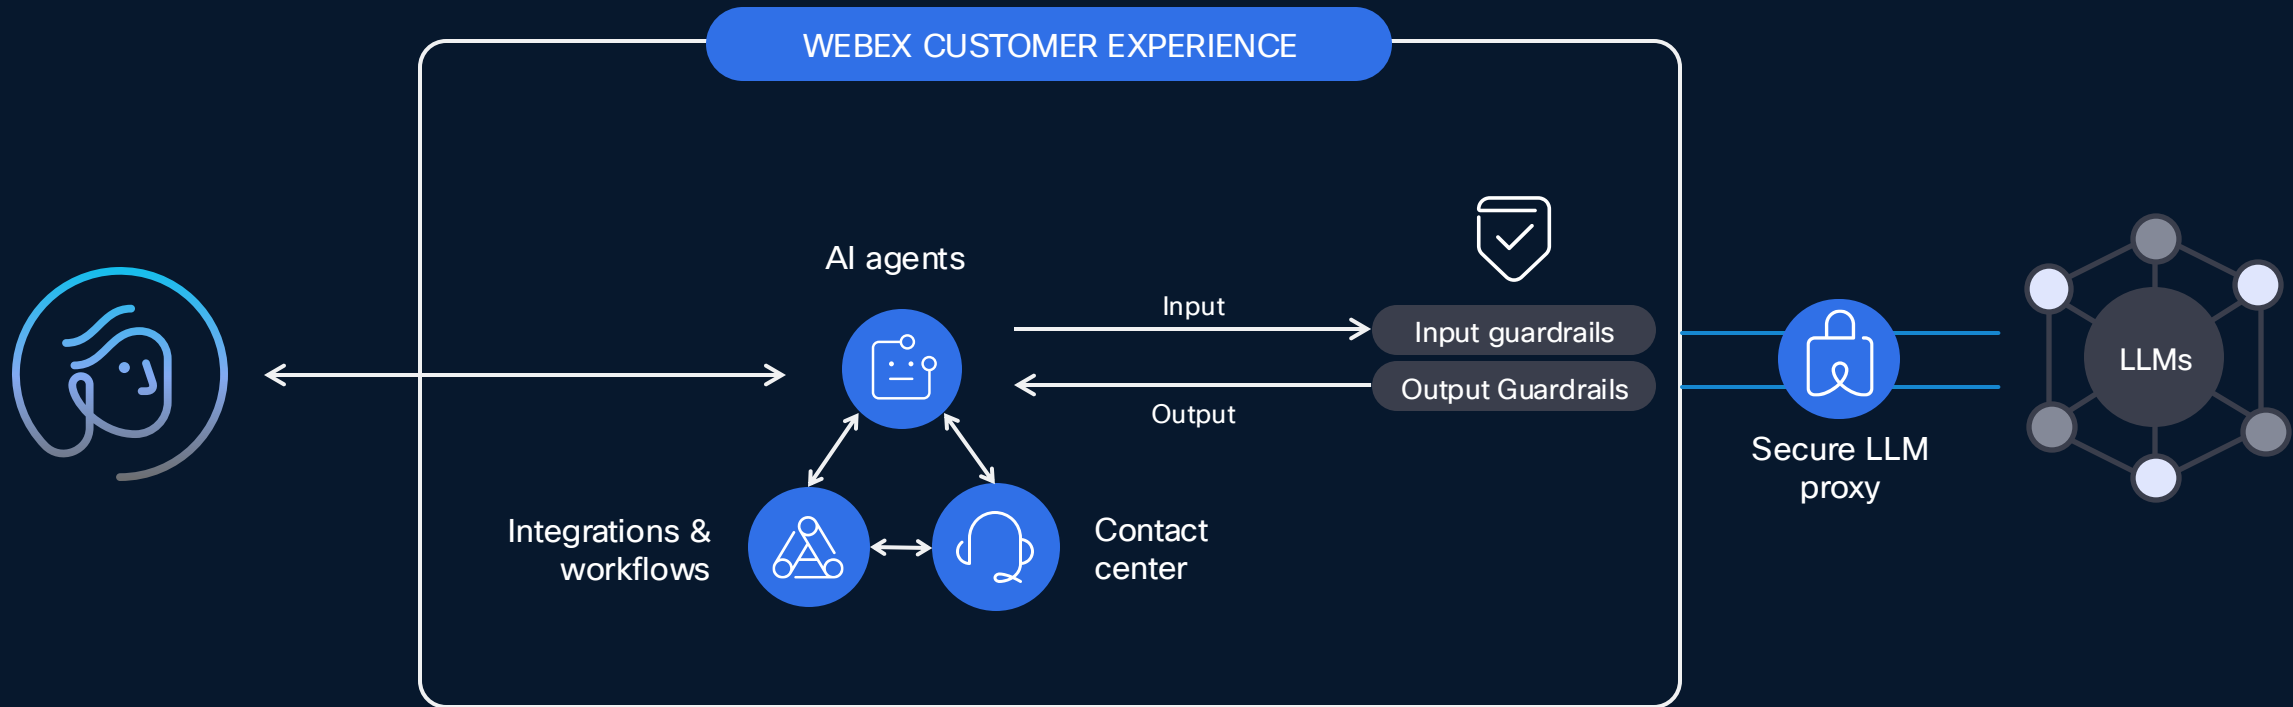 WEBEX CUSTOMER EXPERIENCE
AI agents
Input
Input guardrails
Output Guardrails
Output
LLMs
Secure LLM
proxy
Integrations &
workflows
Contact
center